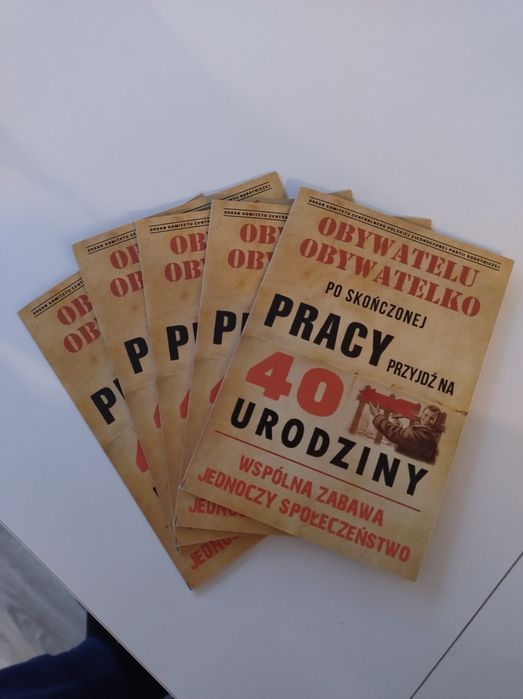 ORGAN KOMITETU CENTRALNEGO POLSKIEJ ZJEDNOCZONEJ PARTII ROBOTNICZEJ
OBYWATELU
OBYWATELKO
PO SKOŃCZONEJ
PRACY PRZYJDŹ NA
40
URODZINY
WSPÓLNA ZABAWA
JEDNOCZY SPOŁECZEŃSTWO